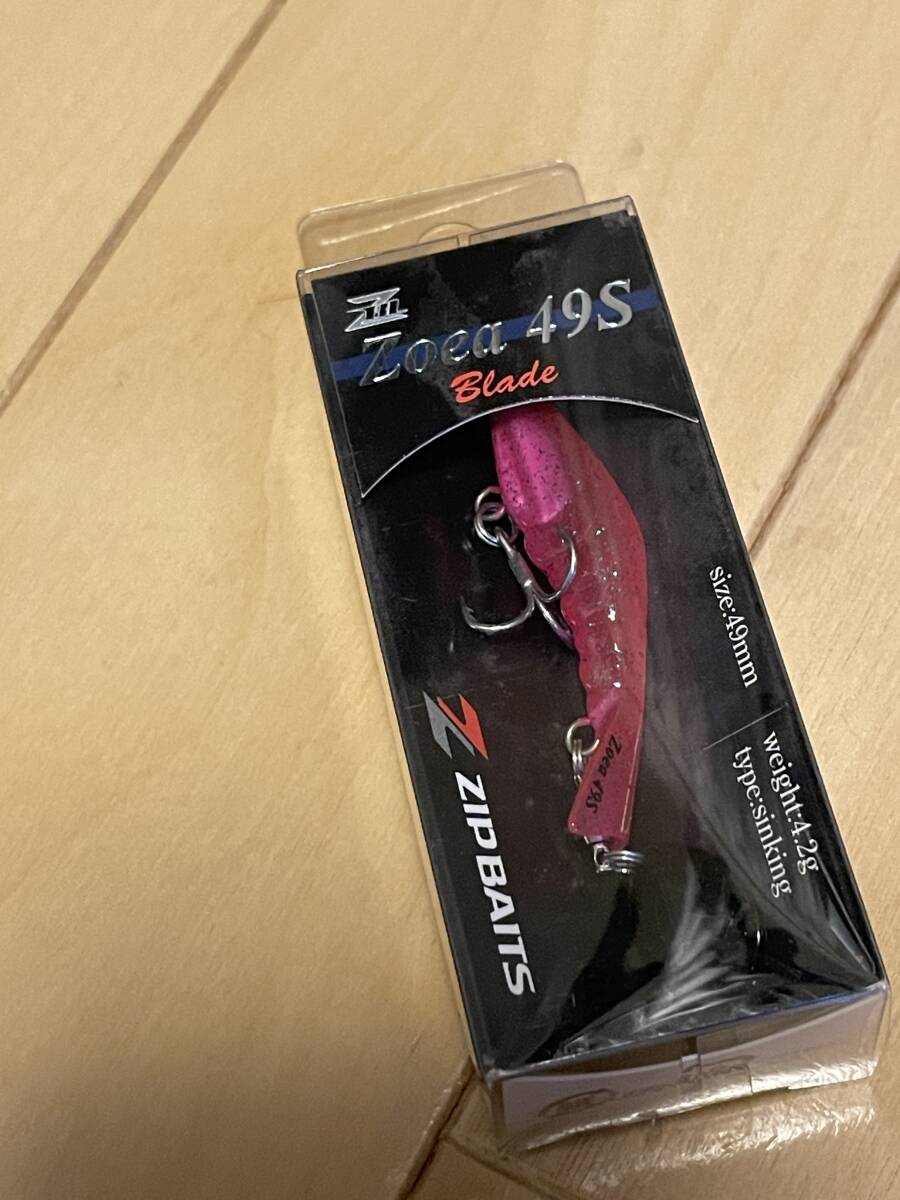 Zoea 49S
Blade
size:49mm
weight:4.2g
type:sinking
Zoea 49S
ZIPBAITS